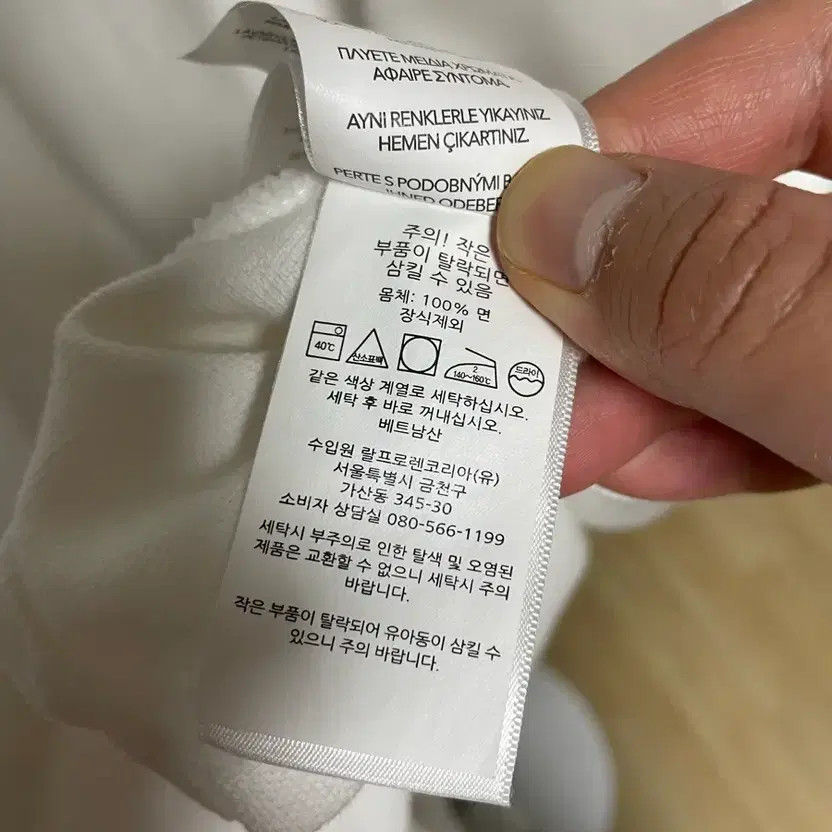 ΠΛΥΕΤΕ ΜΕΙΔΙΑ ΧΡΩΜΑΤΑ
ΑΦΑΙΡΕ ΣΥΝΤΟΜΑ
AYNİ RENKLERLE YIKAYINIZ
HEMEN ÇIKARTINIZ
PERTE S PODOBNÝMI
주의! 작은
부품이 탈락되면
삼킬 수 있음
몸체: 100% 면
장식제외
40℃ 산소표백 2 140~160℃ 드라이
같은 색상 계열로 세탁하십시오.
세탁 후 바로 꺼내십시오.
베트남산
수입원 랄프로렌코리아(유)
서울특별시 금천구
가산동 345-30
소비자 상담실 080-566-1199
세탁시 부주의로 인한 탈색 및 오염된
제품은 교환할 수 없으니 세탁시 주의
바랍니다.
작은 부품이 탈락되어 유아동이 삼킬 수
있으니 주의 바랍니다.